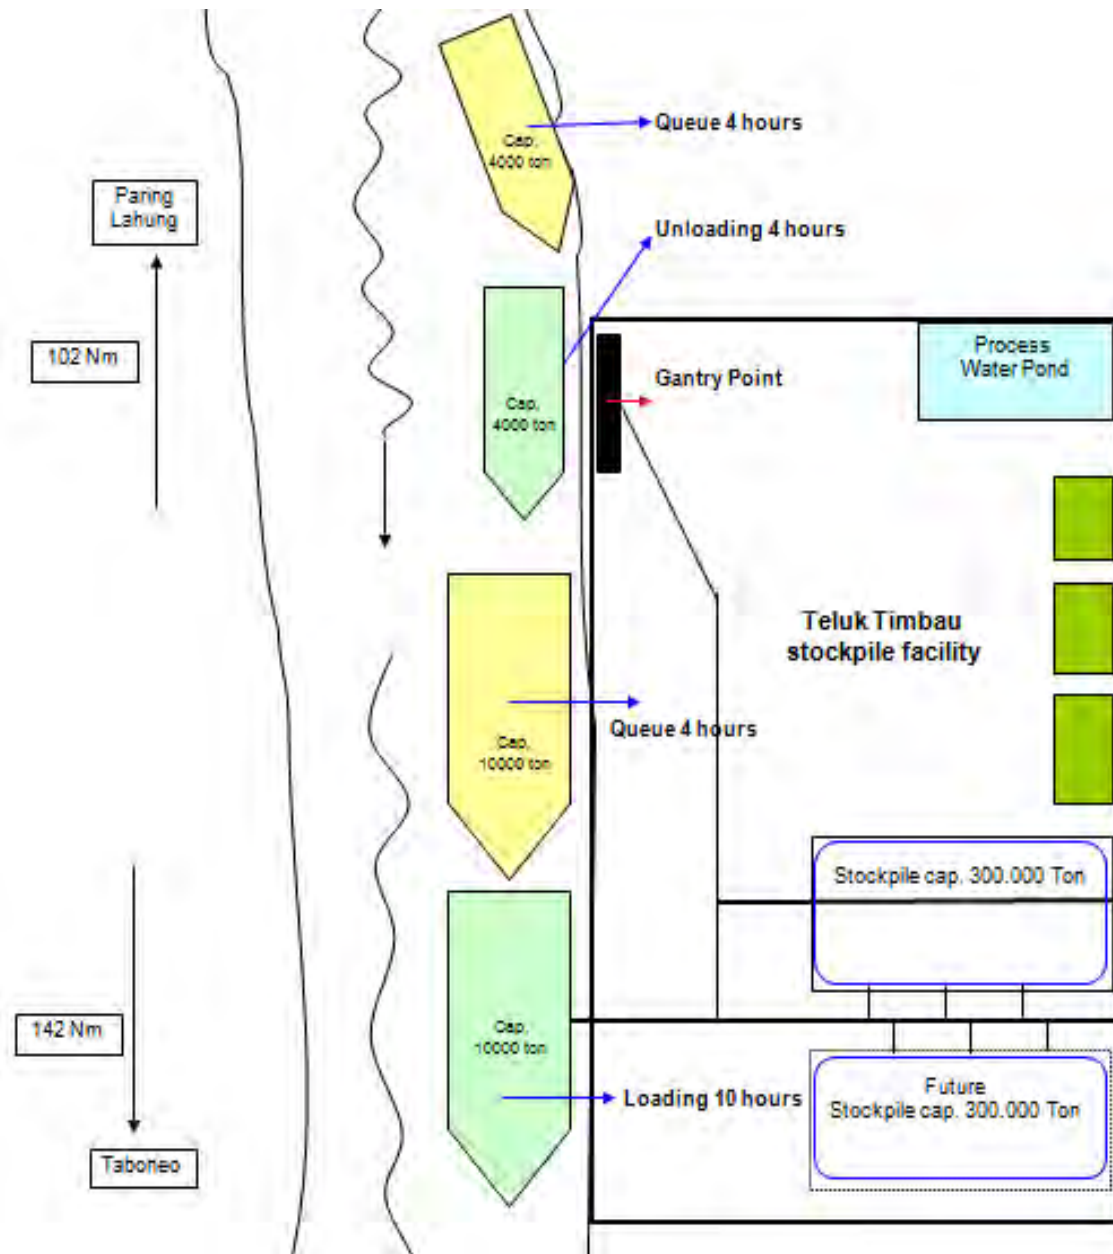 Cap,
4000 ton
Queue 4 hours
Paring
Lahung
Unloading 4 hours
102 Nm
Cap,
4000 ton
Gantry Point
Process
Water Pond
Teluk Timbau
stockpile facility
Queue 4 hours
Cap,
10000 ton
Stockpile cap. 300.000 Ton
142 Nm
Cap,
10000 ton
Loading 10 hours
Future
Stockpile cap. 300.000 Ton
Taboneo